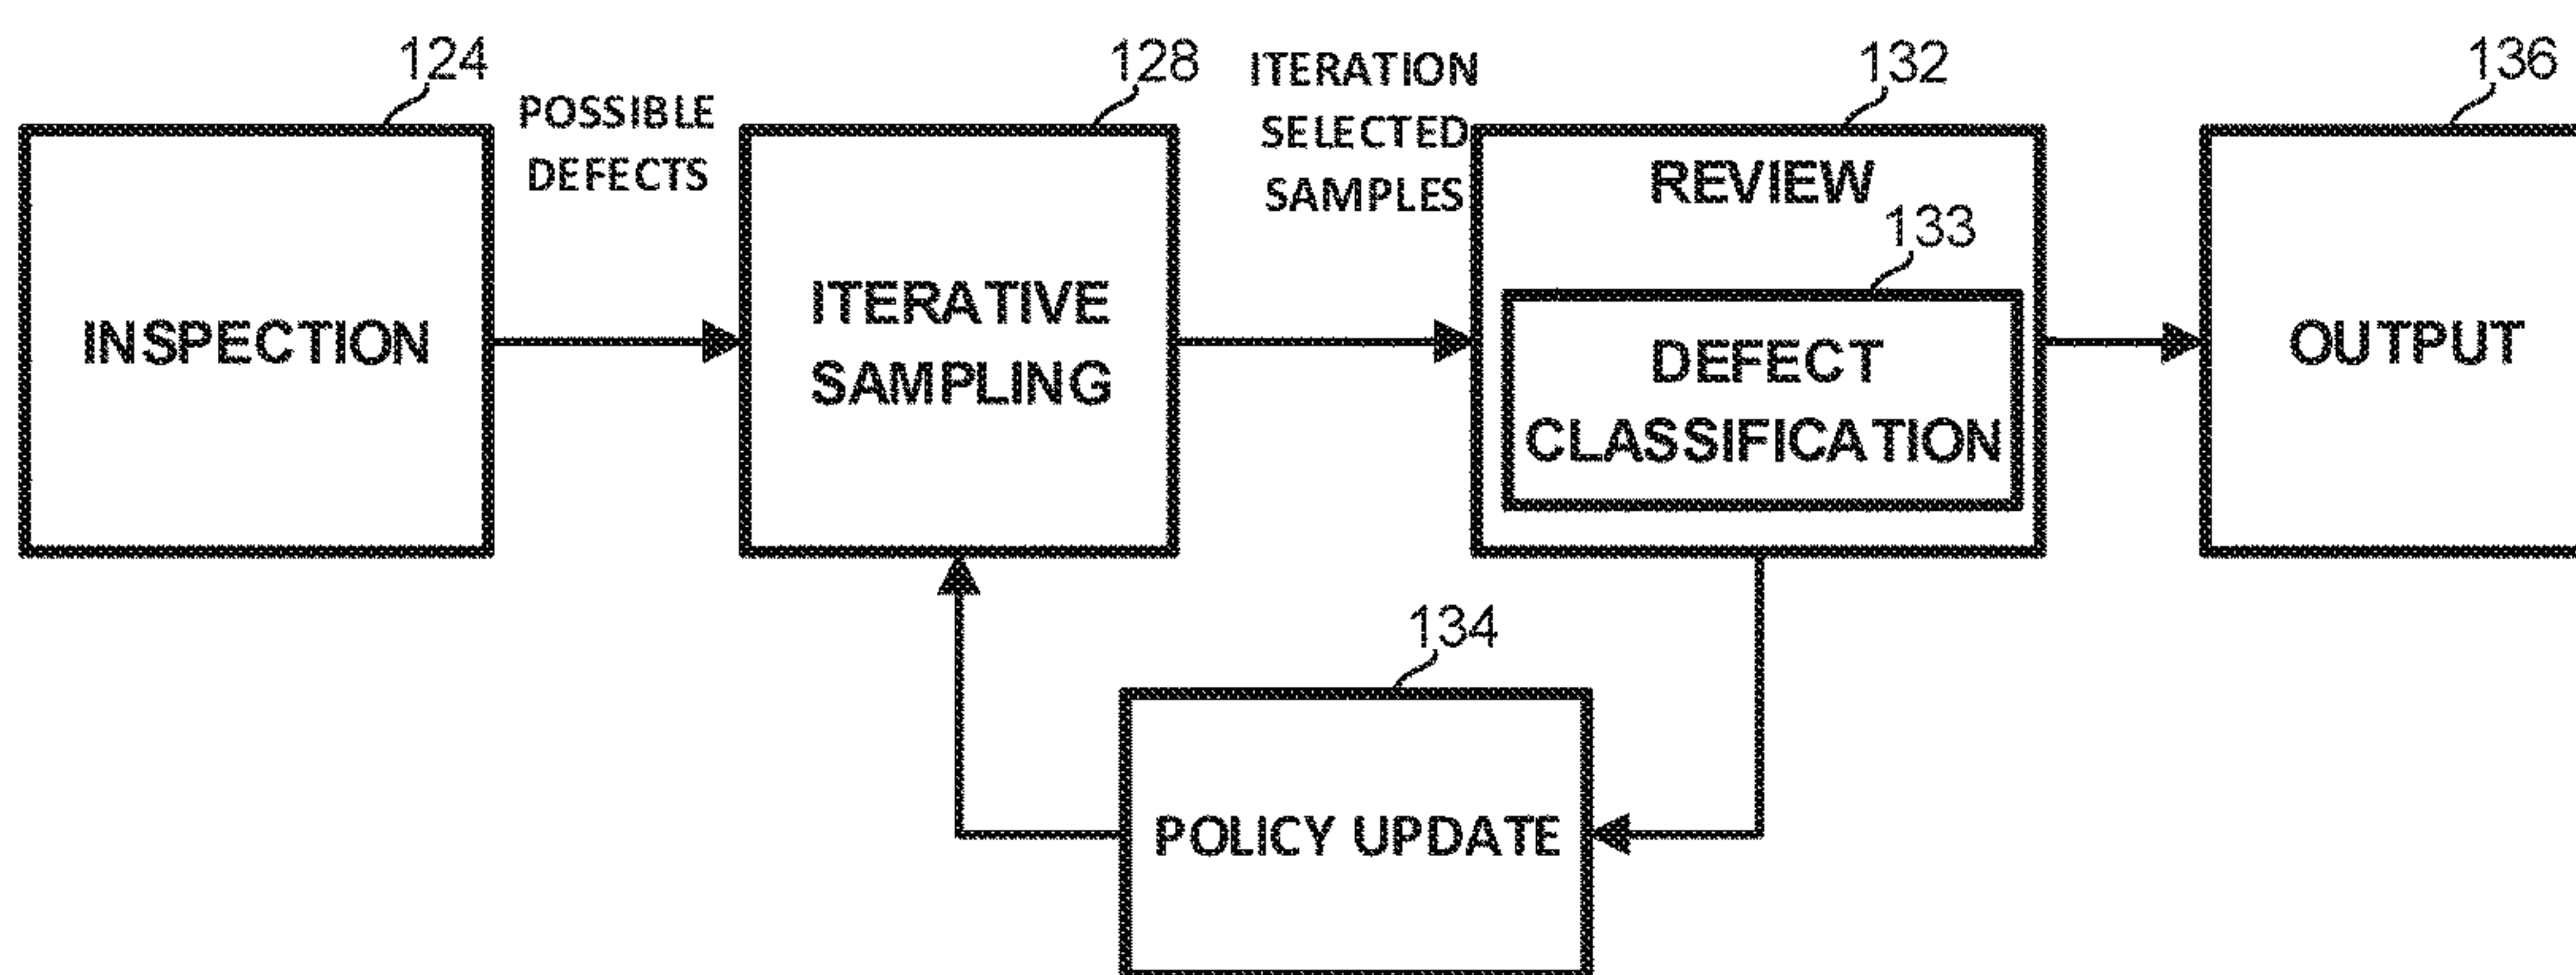 124
POSSIBLE
DEFECTS
128
ITERATION
SELECTED
SAMPLES
132
136
INSPECTION
ITERATIVE
SAMPLING
REVIEW
133
DEFECT
CLASSIFICATION
OUTPUT
134
POLICY UPDATE